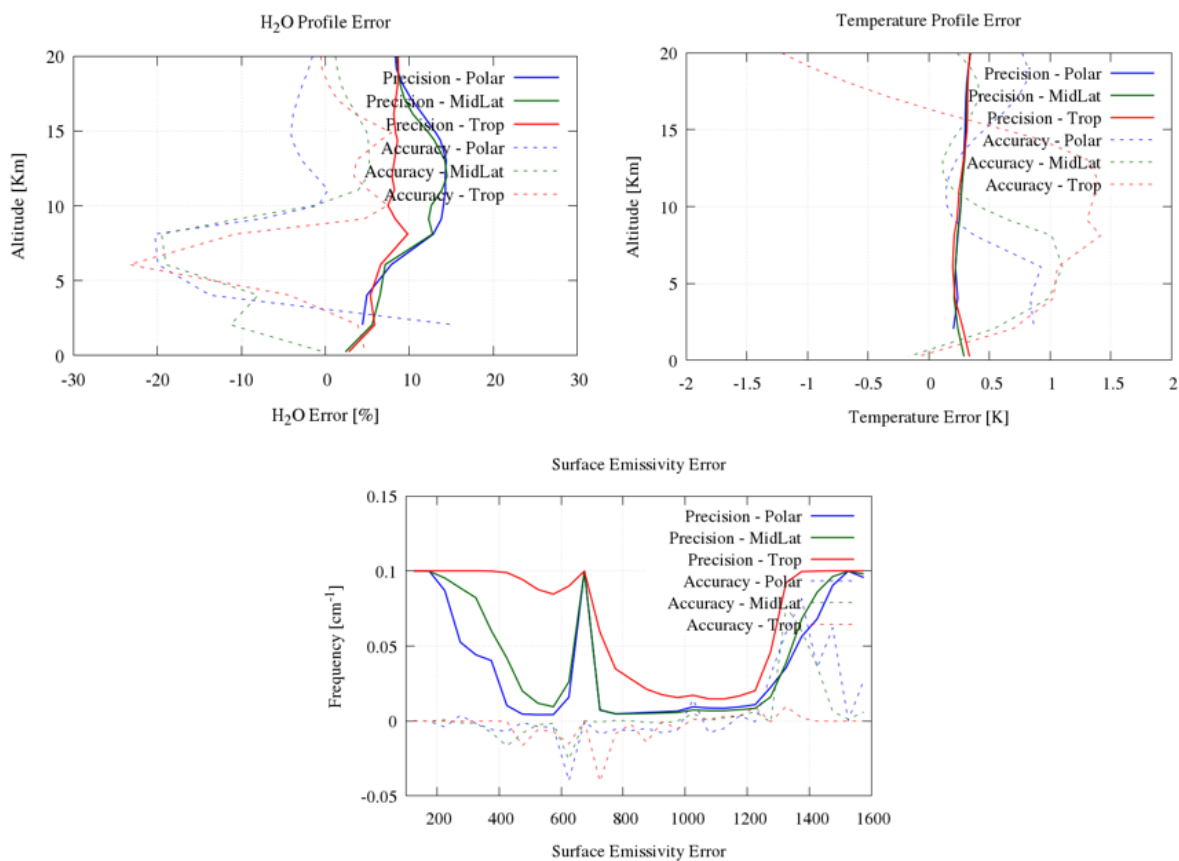 H2O Profile Error
20
15
10
5
0
Altitude [Km]
Precision - Polar
Precision - MidLat
Precision - Trop
Accuracy - Polar
Accuracy - MidLat
Accuracy - Trop
-30 -20 -10 0 10 20 30
H2O Error [%]
Temperature Profile Error
20
15
10
5
0
Altitude [Km]
Precision - Polar
Precision - MidLat
Precision - Trop
Accuracy - Polar
Accuracy - MidLat
Accuracy - Trop
-2 -1 -1 -0 0 0.5 1 1.5 2
Temperature Error [K]
Surface Emissivity Error
0.15
0.1
0.05
0
-0.05
Frequency [cm-1]
Precision - Polar
Precision - MidLat
Precision - Trop
Accuracy - Polar
Accuracy - MidLat
Accuracy - Trop
200 400 600 800 1000 1200 1400 1600
Surface Emissivity Error